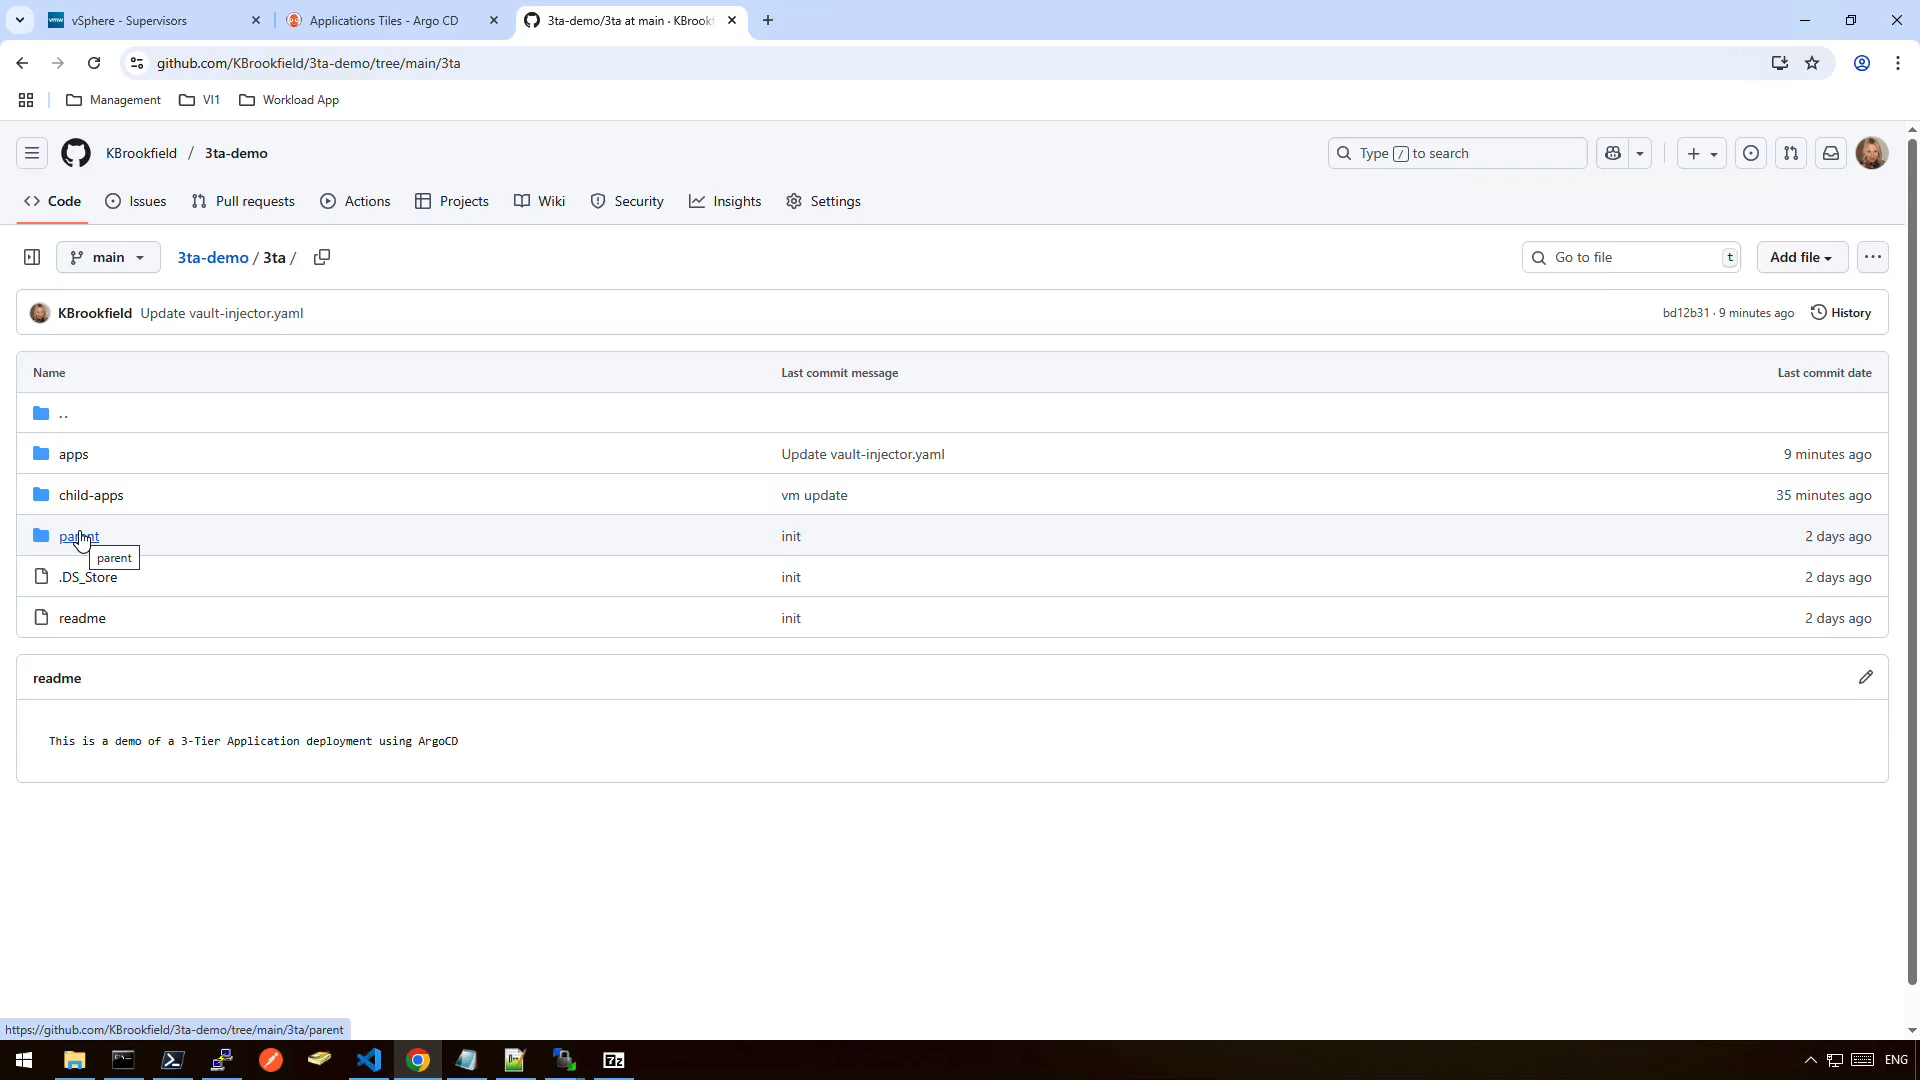 vmw vSphere - Supervisors
Applications Tiles - Argo CD
3ta-demo/3ta at main · KBrookf
github.com/KBrookfield/3ta-demo/tree/main/3ta
Management VI1 Workload App
KBrookfield / 3ta-demo
Type / to search
Code Issues Pull requests Actions Projects Wiki Security Insights Settings
main 3ta-demo / 3ta /
Go to file t
Add file
KBrookfield Update vault-injector.yaml bd12b31 · 9 minutes ago History
Name Last commit message Last commit date
..
apps Update vault-injector.yaml 9 minutes ago
child-apps vm update 35 minutes ago
parent init 2 days ago
parent
.DS_Store init 2 days ago
readme init 2 days ago
readme
This is a demo of a 3-Tier Application deployment using ArgoCD
https://github.com/KBrookfield/3ta-demo/tree/main/3ta/parent
7z
ENG